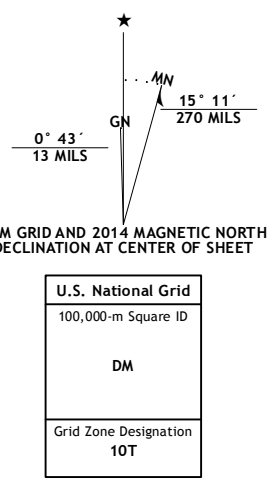 ★
MN
GN
15° 11´
270 MILS
0° 43´
13 MILS
M GRID AND 2014 MAGNETIC NORTH
DECLINATION AT CENTER OF SHEET
U.S. National Grid
100,000-m Square ID
DM
Grid Zone Designation
10T